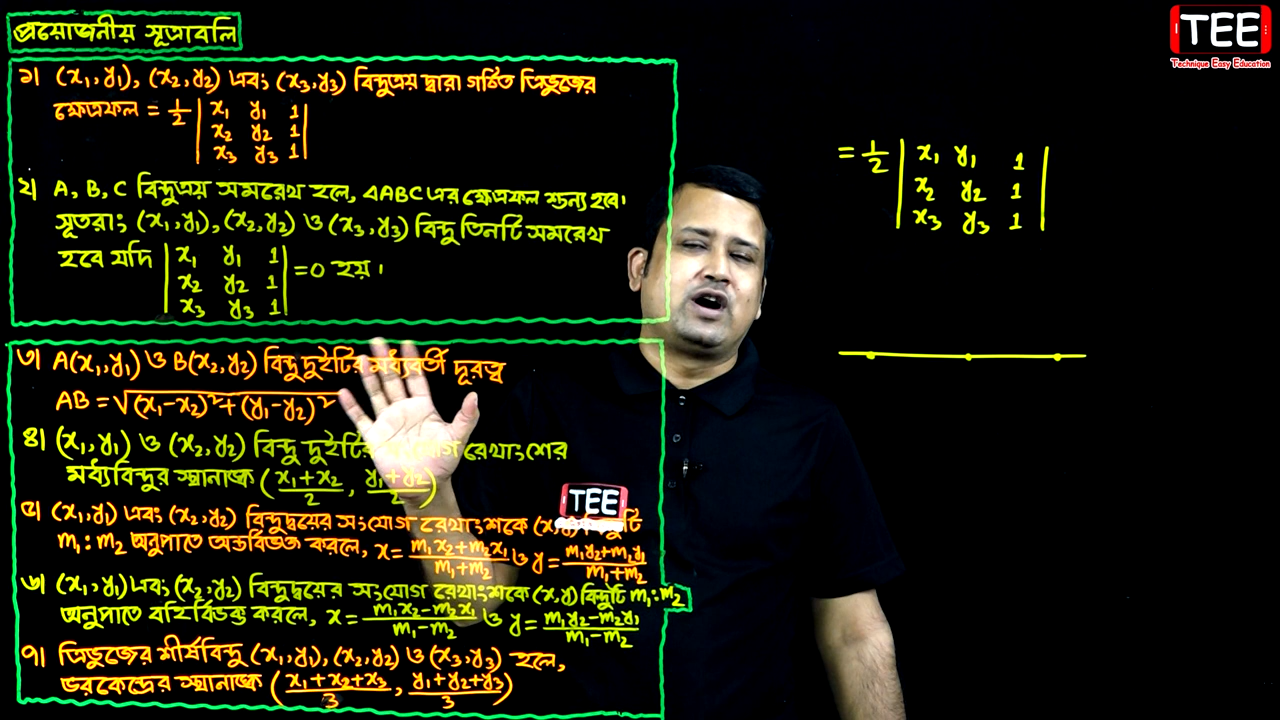 প্রয়োজনীয় সূত্রাবলি
১। (x₁,y₁), (x₂,y₂) এবং (x₃,y₃) বিন্দুত্রয় দ্বারা গঠিত ত্রিভুজের
ক্ষেত্রফল = 1/2 | x₁ y₁ 1 |
x₂ y₂ 1
x₃ y₃ 1
২। A, B, C বিন্দুত্রয় সমরেখ হলে, ΔABC এর ক্ষেত্রফল শূন্য হবে।
সুতরাং (x₁,y₁), (x₂,y₂) ও (x₃,y₃) বিন্দু তিনটি সমরেখ
হবে যদি | x₁ y₁ 1 | = 0 হয়।
x₂ y₂ 1
x₃ y₃ 1
৩। A(x₁,y₁) ও B(x₂,y₂) বিন্দু দুইটির মধ্যবর্তী দূরত্ব
AB = √(x₁-x₂)²+(y₁-y₂)²
৪। (x₁,y₁) ও (x₂,y₂) বিন্দু দুইটির রেখাংশের
মধ্যবিন্দুর স্থানাঙ্ক ((x₁+x₂)/2, (y₁+y₂)/2)
৫। (x₁,y₁) এবং (x₂,y₂) বিন্দুদ্বয়ের সংযোগ রেখাংশকে
m₁:m₂ অনুপাতে অন্তর্বিভক্ত করলে, x = (m₁x₂+m₂x₁)/(m₁+m₂) ও y = (m₁y₂+m₂y₁)/(m₁+m₂)
৬। (x₁,y₁) এবং (x₂,y₂) বিন্দুদ্বয়ের সংযোগ রেখাংশকে (x,y) বিন্দুটি m₁:m₂
অনুপাতে বহির্বিভক্ত করলে, x = (m₁x₂-m₂x₁)/(m₁-m₂) ও y = (m₁y₂-m₂y₁)/(m₁-m₂)
৭। ত্রিভুজের শীর্ষবিন্দু (x₁,y₁), (x₂,y₂) ও (x₃,y₃) হলে,
ভরকেন্দ্রের স্থানাঙ্ক ((x₁+x₂+x₃)/3, (y₁+y₂+y₃)/3)
TEE
Technique Easy Education
= 1/2 | x₁ y₁ 1 |
x₂ y₂ 1
x₃ y₃ 1
TEE